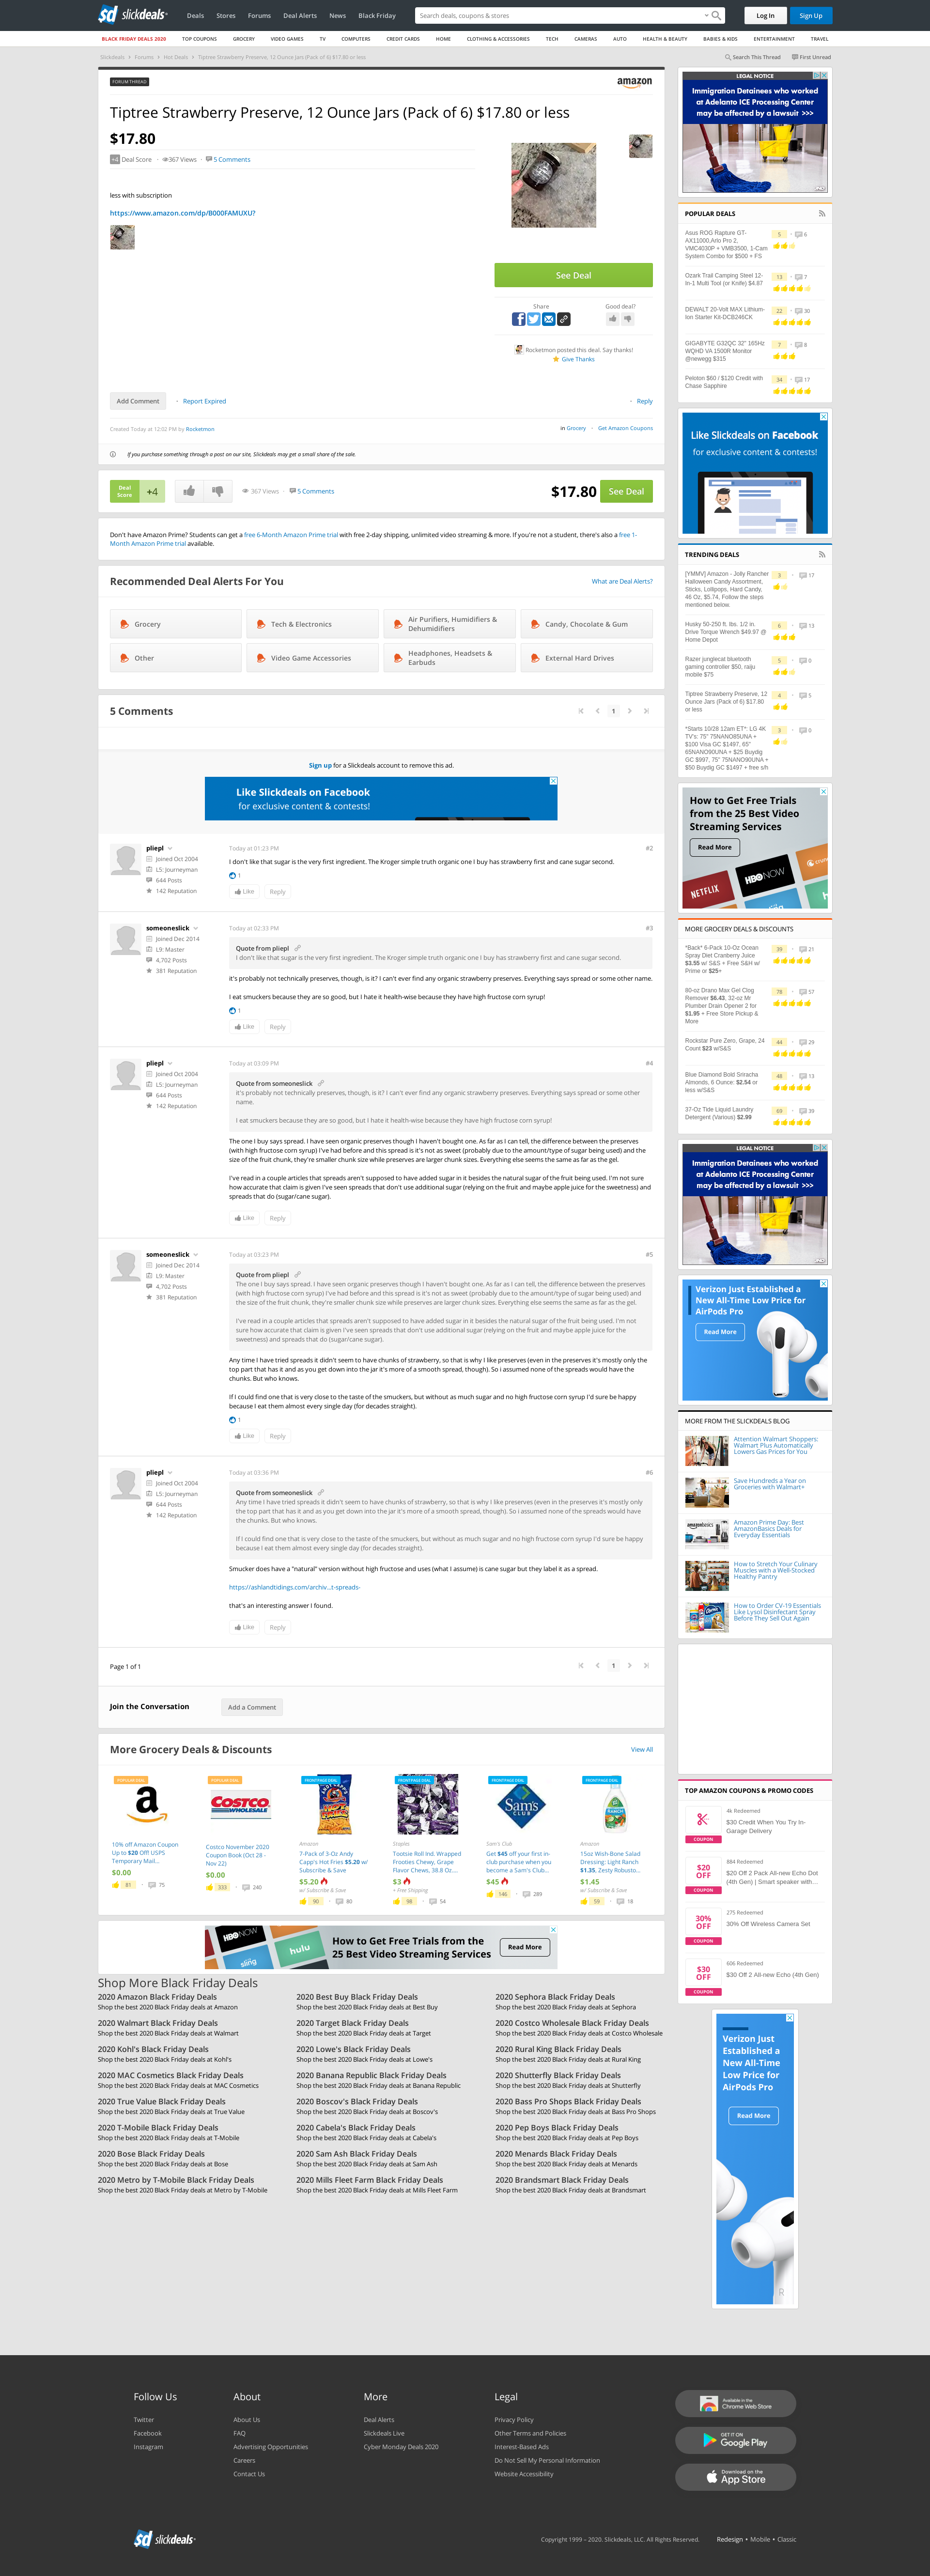 slickdeals
Deals Stores Forums Deal Alerts News Black Friday
Search deals, coupons & stores
Log In Sign Up
BLACK FRIDAY DEALS 2020 TOP COUPONS GROCERY VIDEO GAMES TV COMPUTERS CREDIT CARDS HOME CLOTHING & ACCESSORIES TECH CAMERAS AUTO HEALTH & BEAUTY BABIES & KIDS ENTERTAINMENT TRAVEL
Slickdeals Forums Hot Deals Tiptree Strawberry Preserve, 12 Ounce Jars (Pack of 6) $17.80 or less
Search This Thread First Unread
FORUM THREAD
amazon
Tiptree Strawberry Preserve, 12 Ounce Jars (Pack of 6) $17.80 or less
$17.80
+4 Deal Score 367 Views 5 Comments
less with subscription
https://www.amazon.com/dp/B000FAMUXU?
See Deal
Share Good deal?
Rocketmon posted this deal. Say thanks!
Give Thanks
Add Comment Report Expired Reply
Created Today at 12:02 PM by Rocketmon
in Grocery Get Amazon Coupons
If you purchase something through a post on our site, Slickdeals may get a small share of the sale.
Deal Score +4 367 Views 5 Comments $17.80 See Deal
Don't have Amazon Prime? Students can get a free 6-Month Amazon Prime trial with free 2-day shipping, unlimited video streaming & more. If you're not a student, there's also a free 1-
Month Amazon Prime trial available.
Recommended Deal Alerts For You
What are Deal Alerts?
Grocery
Tech & Electronics
Air Purifiers, Humidifiers &
Dehumidifiers
Candy, Chocolate & Gum
Other
Video Game Accessories
Headphones, Headsets &
Earbuds
External Hard Drives
5 Comments
1
Sign up for a Slickdeals account to remove this ad.
Like Slickdeals on Facebook
for exclusive content & contests!
pliepl
Joined Oct 2004
L5: Journeyman
644 Posts
142 Reputation
Today at 01:23 PM
#2
I don't like that sugar is the very first ingredient. The Kroger simple truth organic one I buy has strawberry first and cane sugar second.
1
Like Reply
someoneslick
Joined Dec 2014
L9: Master
4,702 Posts
381 Reputation
Today at 02:33 PM
#3
Quote from pliepl
I don't like that sugar is the very first ingredient. The Kroger simple truth organic one I buy has strawberry first and cane sugar second.
it's probably not technically preserves, though, is it? I can't ever find any organic strawberry preserves. Everything says spread or some other name.
I eat smuckers because they are so good, but I hate it health-wise because they have high fructose corn syrup!
1
Like Reply
pliepl
Joined Oct 2004
L5: Journeyman
644 Posts
142 Reputation
Today at 03:09 PM
#4
Quote from someoneslick
it's probably not technically preserves, though, is it? I can't ever find any organic strawberry preserves. Everything says spread or some other
name.
I eat smuckers because they are so good, but I hate it health-wise because they have high fructose corn syrup!
The one I buy says spread. I have seen organic preserves though I haven't bought one. As far as I can tell, the difference between the preserves
(with high fructose corn syrup) I've had before and this spread is it's not as sweet (probably due to the amount/type of sugar being used) and the
size of the fruit chunk, they're smaller chunk size while preserves are larger chunk sizes. Everything else seems the same as far as the gel.
I've read in a couple articles that spreads aren't supposed to have added sugar in it besides the natural sugar of the fruit being used. I'm not sure
how accurate that claim is given I've seen spreads that don't use additional sugar (relying on the fruit and maybe apple juice for the sweetness) and
spreads that do (sugar/cane sugar).
Like Reply
someoneslick
Joined Dec 2014
L9: Master
4,702 Posts
381 Reputation
Today at 03:23 PM
#5
Quote from pliepl
The one I buy says spread. I have seen organic preserves though I haven't bought one. As far as I can tell, the difference between the preserves
(with high fructose corn syrup) I've had before and this spread is it's not as sweet (probably due to the amount/type of sugar being used) and
the size of the fruit chunk, they're smaller chunk size while preserves are larger chunk sizes. Everything else seems the same as far as the gel.
I've read in a couple articles that spreads aren't supposed to have added sugar in it besides the natural sugar of the fruit being used. I'm not
sure how accurate that claim is given I've seen spreads that don't use additional sugar (relying on the fruit and maybe apple juice for the
sweetness) and spreads that do (sugar/cane sugar).
Any time I have tried spreads it didn't seem to have chunks of strawberry, so that is why I like preserves (even in the preserves it's mostly only the
top part that has it and as you get down into the jar it's more of a smooth spread, though). So i assumed none of the spreads would have the
chunks. But who knows.
If I could find one that is very close to the taste of the smuckers, but without as much sugar and no high fructose corn syrup I'd sure be happy
because I eat them almost every single day (for decades straight).
1
Like Reply
pliepl
Joined Oct 2004
L5: Journeyman
644 Posts
142 Reputation
Today at 03:36 PM
#6
Quote from someoneslick
Any time I have tried spreads it didn't seem to have chunks of strawberry, so that is why I like preserves (even in the preserves it's mostly only
the top part that has it and as you get down into the jar it's more of a smooth spread, though). So i assumed none of the spreads would have
the chunks. But who knows.
If I could find one that is very close to the taste of the smuckers, but without as much sugar and no high fructose corn syrup I'd sure be happy
because I eat them almost every single day (for decades straight).
Smucker does have a "natural" version without high fructose and uses (what I assume) is cane sugar but they label it as a spread.
https://ashlandtidings.com/archiv...t-spreads-
that's an interesting answer I found.
Like Reply
Page 1 of 1
1
Join the Conversation Add a Comment
More Grocery Deals & Discounts
View All
POPULAR DEAL
10% off Amazon Coupon
Up to $20 Off! USPS
Temporary Mail...
$0.00
81 75
POPULAR DEAL
COSTCO
WHOLESALE
Costco November 2020
Coupon Book (Oct 28 -
Nov 22)
$0.00
333 240
FRONTPAGE DEAL
Amazon
7-Pack of 3-Oz Andy
Capp's Hot Fries $5.20 w/
Subscribe & Save
$5.20
w/ Subscribe & Save
90 80
FRONTPAGE DEAL
Staples
Tootsie Roll Ind. Wrapped
Frooties Chewy, Grape
Flavor Chews, 38.8 Oz....
$3
+ Free Shipping
98 54
FRONTPAGE DEAL
Sam's
CLUB
Sam's Club
Get $45 off your first in-
club purchase when you
become a Sam's Club...
$45
146 289
FRONTPAGE DEAL
RANCH
Amazon
15oz Wish-Bone Salad
Dressing: Light Ranch
$1.35, Zesty Robusto...
$1.45
w/ Subscribe & Save
59 18
HBO NOW
sling
hulu
How to Get Free Trials from the
25 Best Video Streaming Services
Read More
Shop More Black Friday Deals
2020 Amazon Black Friday Deals
Shop the best 2020 Black Friday deals at Amazon
2020 Best Buy Black Friday Deals
Shop the best 2020 Black Friday deals at Best Buy
2020 Sephora Black Friday Deals
Shop the best 2020 Black Friday deals at Sephora
2020 Walmart Black Friday Deals
Shop the best 2020 Black Friday deals at Walmart
2020 Target Black Friday Deals
Shop the best 2020 Black Friday deals at Target
2020 Costco Wholesale Black Friday Deals
Shop the best 2020 Black Friday deals at Costco Wholesale
2020 Kohl's Black Friday Deals
Shop the best 2020 Black Friday deals at Kohl's
2020 Lowe's Black Friday Deals
Shop the best 2020 Black Friday deals at Lowe's
2020 Rural King Black Friday Deals
Shop the best 2020 Black Friday deals at Rural King
2020 MAC Cosmetics Black Friday Deals
Shop the best 2020 Black Friday deals at MAC Cosmetics
2020 Banana Republic Black Friday Deals
Shop the best 2020 Black Friday deals at Banana Republic
2020 Shutterfly Black Friday Deals
Shop the best 2020 Black Friday deals at Shutterfly
2020 True Value Black Friday Deals
Shop the best 2020 Black Friday deals at True Value
2020 Boscov's Black Friday Deals
Shop the best 2020 Black Friday deals at Boscov's
2020 Bass Pro Shops Black Friday Deals
Shop the best 2020 Black Friday deals at Bass Pro Shops
2020 T-Mobile Black Friday Deals
Shop the best 2020 Black Friday deals at T-Mobile
2020 Cabela's Black Friday Deals
Shop the best 2020 Black Friday deals at Cabela's
2020 Pep Boys Black Friday Deals
Shop the best 2020 Black Friday deals at Pep Boys
2020 Bose Black Friday Deals
Shop the best 2020 Black Friday deals at Bose
2020 Sam Ash Black Friday Deals
Shop the best 2020 Black Friday deals at Sam Ash
2020 Menards Black Friday Deals
Shop the best 2020 Black Friday deals at Menards
2020 Metro by T-Mobile Black Friday Deals
Shop the best 2020 Black Friday deals at Metro by T-Mobile
2020 Mills Fleet Farm Black Friday Deals
Shop the best 2020 Black Friday deals at Mills Fleet Farm
2020 Brandsmart Black Friday Deals
Shop the best 2020 Black Friday deals at Brandsmart
LEGAL NOTICE
Immigration Detainees who worked
at Adelanto ICE Processing Center
may be affected by a lawsuit >>>
POPULAR DEALS
Asus ROG Rapture GT-
AX11000,Arlo Pro 2,
VMC4030P + VMB3500, 1-Cam
System Combo for $500 + FS
5 6
Ozark Trail Camping Steel 12-
In-1 Multi Tool (or Knife) $4.87
13 7
DEWALT 20-Volt MAX Lithium-
Ion Starter Kit-DCB246CK
22 30
GIGABYTE G32QC 32" 165Hz
WQHD VA 1500R Monitor
@newegg $315
7 8
Peloton $60 / $120 Credit with
Chase Sapphire
34 17
Like Slickdeals on Facebook
for exclusive content & contests!
TRENDING DEALS
[YMMV] Amazon - Jolly Rancher
Halloween Candy Assortment,
Sticks, Lollipops, Hard Candy,
46 Oz, $5.74, Follow the steps
mentioned below.
3 17
Husky 50-250 ft. lbs. 1/2 in.
Drive Torque Wrench $49.97 @
Home Depot
6 13
Razer junglecat bluetooth
gaming controller $50, raiju
mobile $75
5 0
Tiptree Strawberry Preserve, 12
Ounce Jars (Pack of 6) $17.80
or less
4 5
*Starts 10/28 12am ET*: LG 4K
TV's: 75" 75NANO85UNA +
$100 Visa GC $1497, 65"
65NANO90UNA + $25 Buydig
GC $997, 75" 75NANO90UNA +
$50 Buydig GC $1497 + free s/h
3 0
How to Get Free Trials
from the 25 Best Video
Streaming Services
Read More
NETFLIX
HBO NOW
crunchyroll
hulu
sling
MORE GROCERY DEALS & DISCOUNTS
*Back* 6-Pack 10-Oz Ocean
Spray Diet Cranberry Juice
$3.55 w/ S&S + Free S&H w/
Prime or $25+
39 21
80-oz Drano Max Gel Clog
Remover $6.43, 32-oz Mr
Plumber Drain Opener 2 for
$1.95 + Free Store Pickup &
More
78 57
Rockstar Pure Zero, Grape, 24
Count $23 w/S&S
44 29
Blue Diamond Bold Sriracha
Almonds, 6 Ounce: $2.54 or
less w/S&S
48 13
37-Oz Tide Liquid Laundry
Detergent (Various) $2.99
69 39
LEGAL NOTICE
Immigration Detainees who worked
at Adelanto ICE Processing Center
may be affected by a lawsuit >>>
Verizon Just Established a
New All-Time Low Price for
AirPods Pro
Read More
MORE FROM THE SLICKDEALS BLOG
Attention Walmart Shoppers:
Walmart Plus Automatically
Lowers Gas Prices for You
Save Hundreds a Year on
Groceries with Walmart+
amazonbasics
Amazon Prime Day: Best
AmazonBasics Deals for
Everyday Essentials
How to Stretch Your Culinary
Muscles with a Well-Stocked
Healthy Pantry
How to Order CV-19 Essentials
Like Lysol Disinfectant Spray
Before They Sell Out Again
TOP AMAZON COUPONS & PROMO CODES
COUPON
4k Redeemed
$30 Credit When You Try In-
Garage Delivery
$20
OFF
COUPON
884 Redeemed
$20 Off 2 Pack All-new Echo Dot
(4th Gen) | Smart speaker with...
30%
OFF
COUPON
275 Redeemed
30% Off Wireless Camera Set
$30
OFF
COUPON
606 Redeemed
$30 Off 2 All-new Echo (4th Gen)
Verizon Just
Established a
New All-Time
Low Price for
AirPods Pro
Read More
Follow Us
Twitter
Facebook
Instagram
About
About Us
FAQ
Advertising Opportunities
Careers
Contact Us
More
Deal Alerts
Slickdeals Live
Cyber Monday Deals 2020
Legal
Privacy Policy
Other Terms and Policies
Interest-Based Ads
Do Not Sell My Personal Information
Website Accessibility
Available in the
Chrome Web Store
GET IT ON
Google Play
Download on the
App Store
slickdeals
Copyright 1999 – 2020. Slickdeals, LLC. All Rights Reserved. Redesign • Mobile • Classic